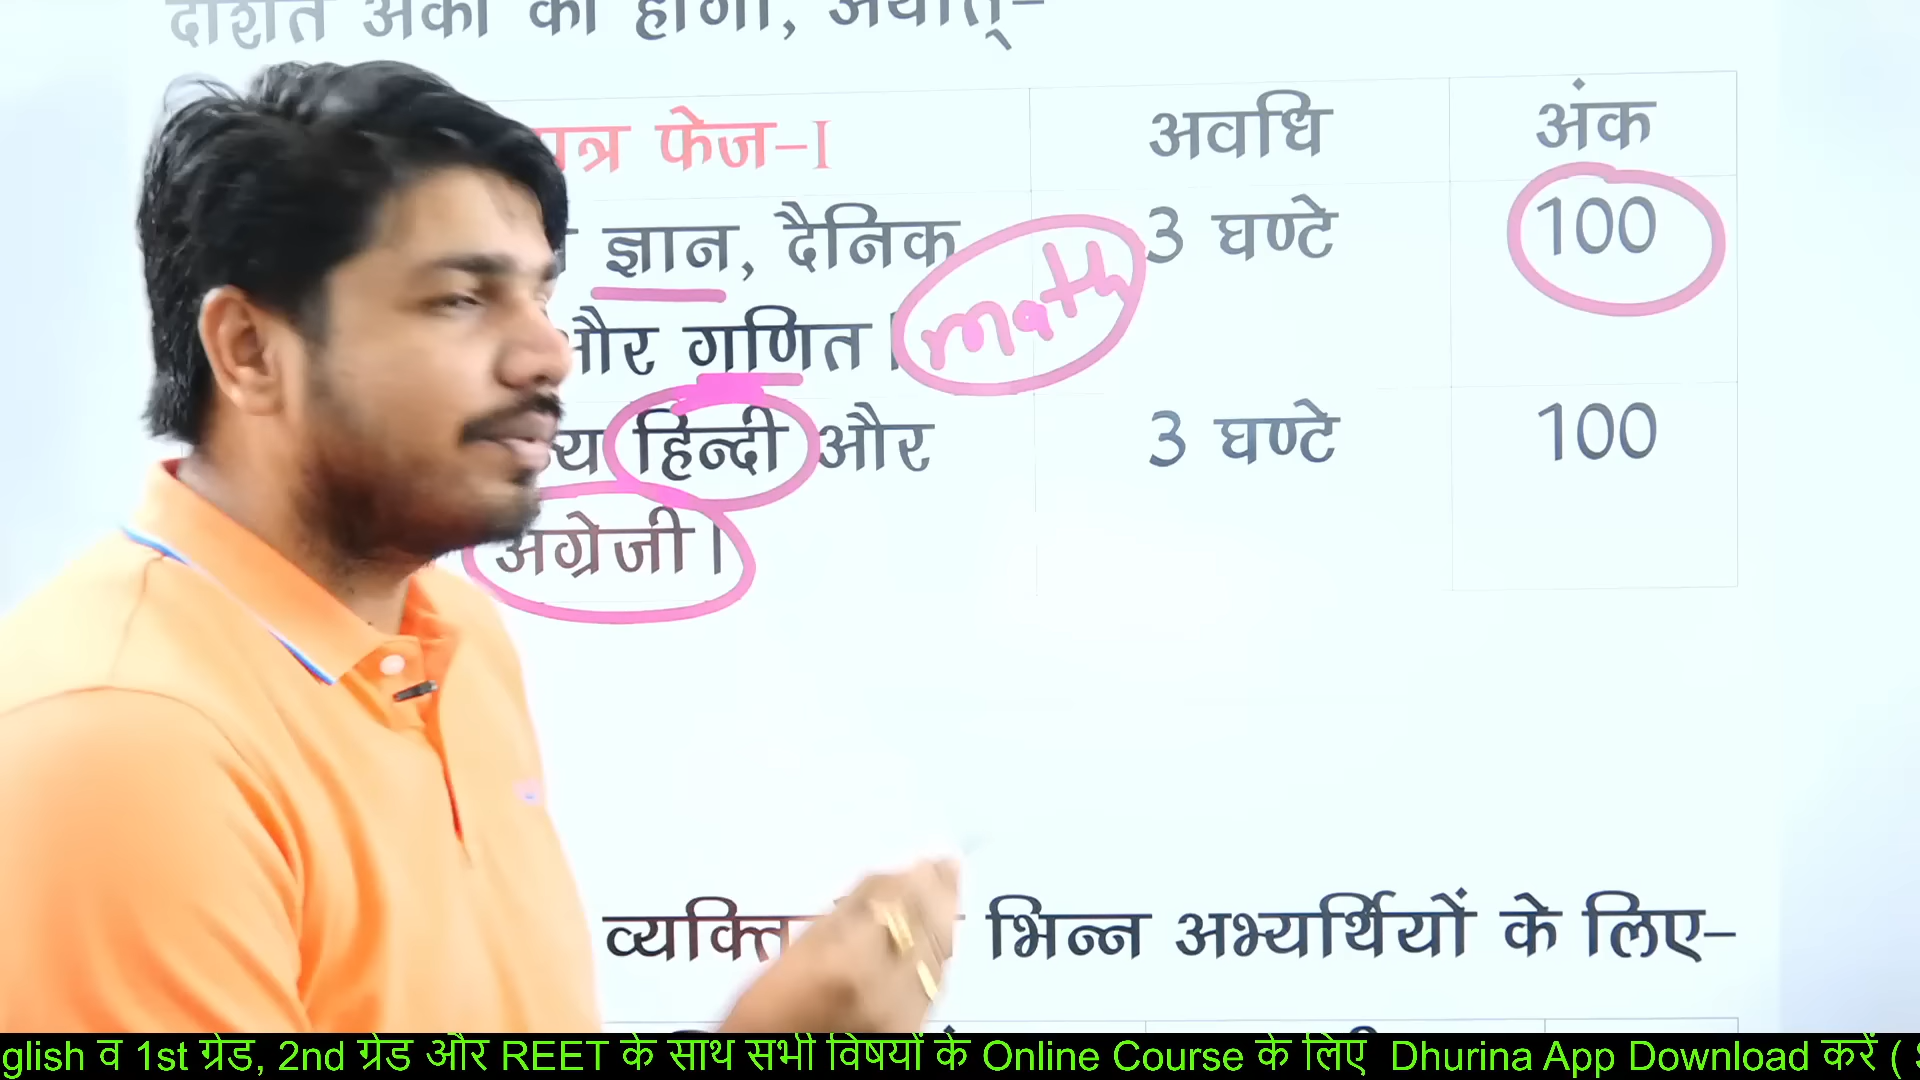 दर्शित अंकों का होगा, अर्थात्–
पत्र फेज–I अवधि अंक
ज्ञान, दैनिक 3 घण्टे 100
और गणित। math
हिन्दी और 3 घण्टे 100
अंग्रेजी।
भिन्न अभ्यर्थियों के लिए–
व 1st ग्रेड, 2nd ग्रेड और REET के साथ सभी विषयों के Online Course के लिए Dhurina App Download करें (